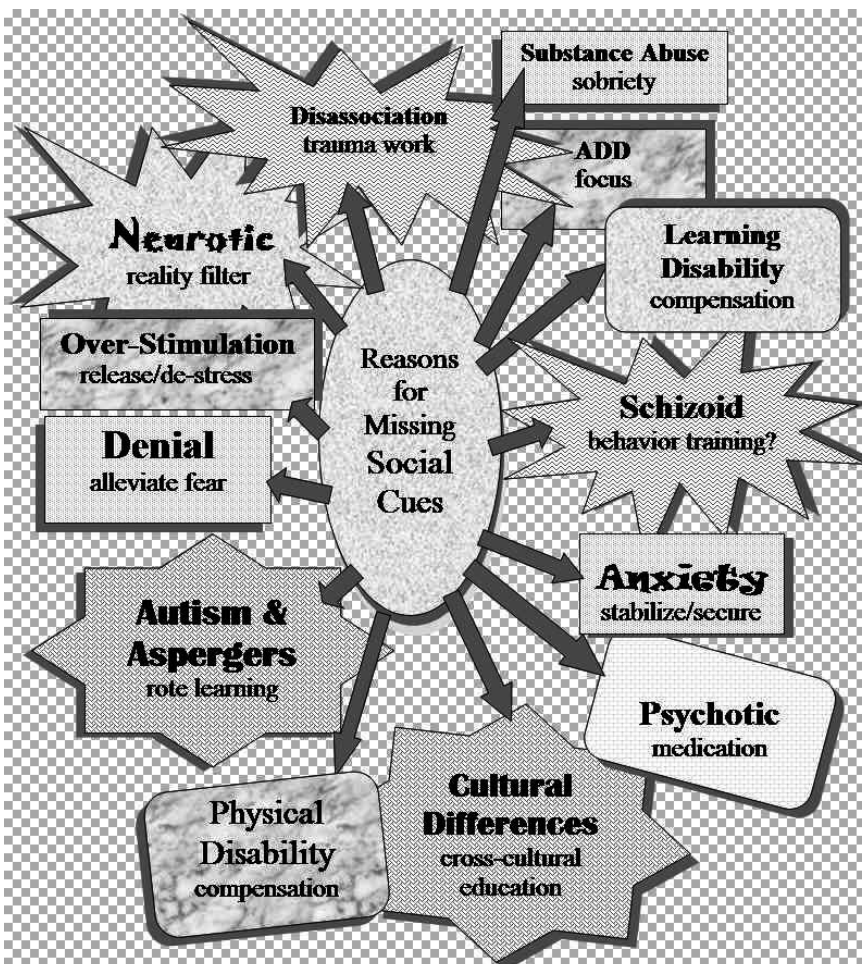 Reasons
for
Missing
Social
Cues
Substance Abuse
sobriety
ADD
focus
Learning
Disability
compensation
Schizoid
behavior training?
Anxiety
stabilize/secure
Psychotic
medication
Cultural
Differences
cross-cultural
education
Physical
Disability
compensation
Autism &
Aspergers
rote learning
Denial
alleviate fear
Over-Stimulation
release/de-stress
Neurotic
reality filter
Disassociation
trauma work